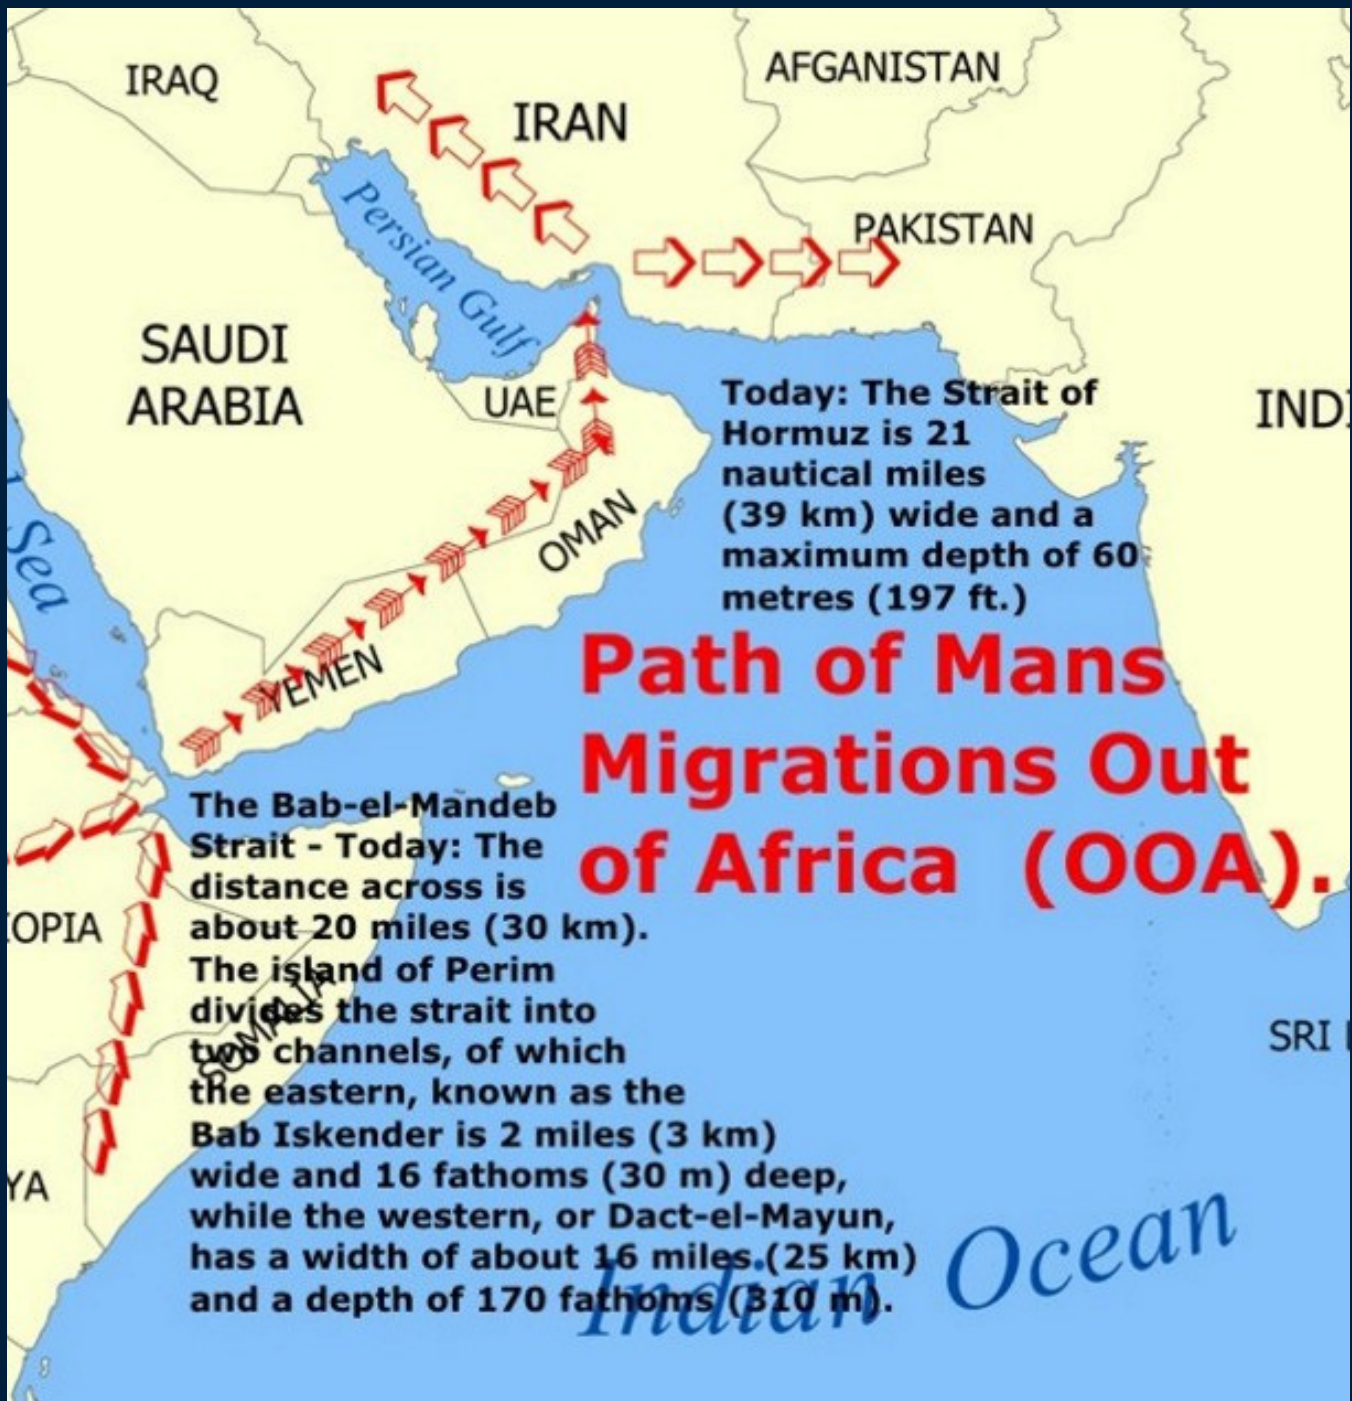 IRAQ
AFGANISTAN
IRAN
Persian Gulf
PAKISTAN
SAUDI
ARABIA
UAE
IND
OMAN
Sea
YEMEN
Today: The Strait of
Hormuz is 21
nautical miles
(39 km) wide and a
maximum depth of 60
metres (197 ft.)
Path of Mans
Migrations Out
of Africa (OOA).
The Bab-el-Mandeb
Strait - Today: The
distance across is
about 20 miles (30 km).
The island of Perim
divides the strait into
two channels, of which
the eastern, known as the
Bab Iskender is 2 miles (3 km)
wide and 16 fathoms (30 m) deep,
while the western, or Dact-el-Mayun,
has a width of about 16 miles.(25 km)
and a depth of 170 fathoms (310 m).
OPIA
SOMALIA
YA
SRI
Indian Ocean